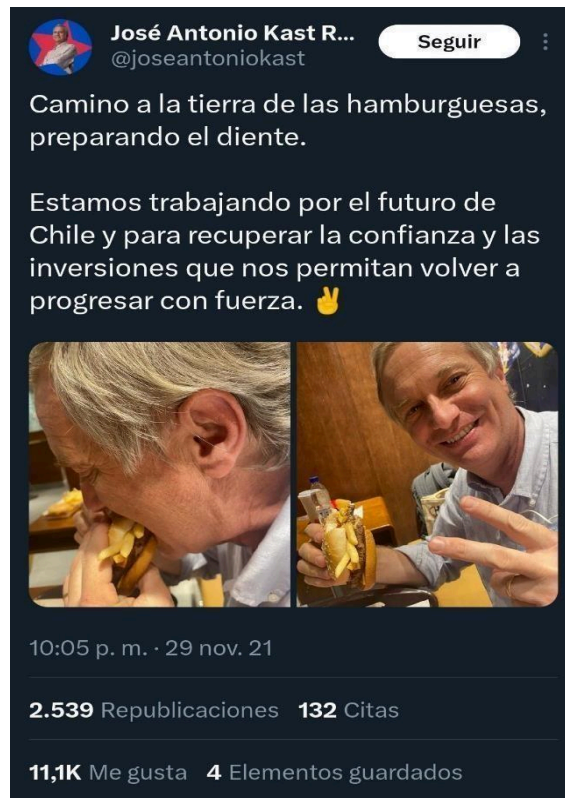 José Antonio Kast R...
Seguir
@joseantoniokast
Camino a la tierra de las hamburguesas,
preparando el diente.
Estamos trabajando por el futuro de
Chile y para recuperar la confianza y las
inversiones que nos permitan volver a
progresar con fuerza. ✌️
10:05 p. m. · 29 nov. 21
2.539 Republicaciones 132 Citas
11,1K Me gusta 4 Elementos guardados